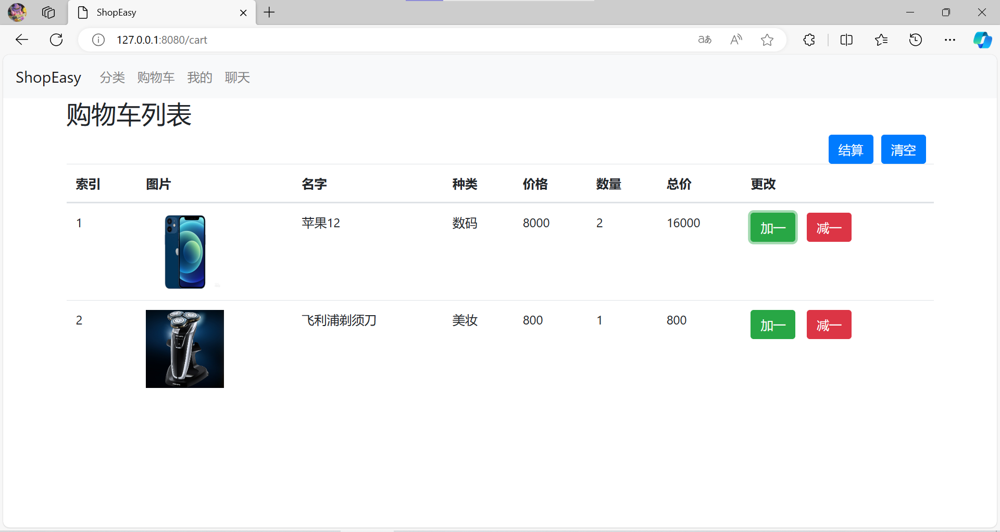 ShopEasy
127.0.0.1:8080/cart
ShopEasy 分类 购物车 我的 聊天
购物车列表
结算 清空
索引 图片 名字 种类 价格 数量 总价 更改
1 苹果12 数码 8000 2 16000 加一 减一
2 飞利浦剃须刀 美妆 800 1 800 加一 减一